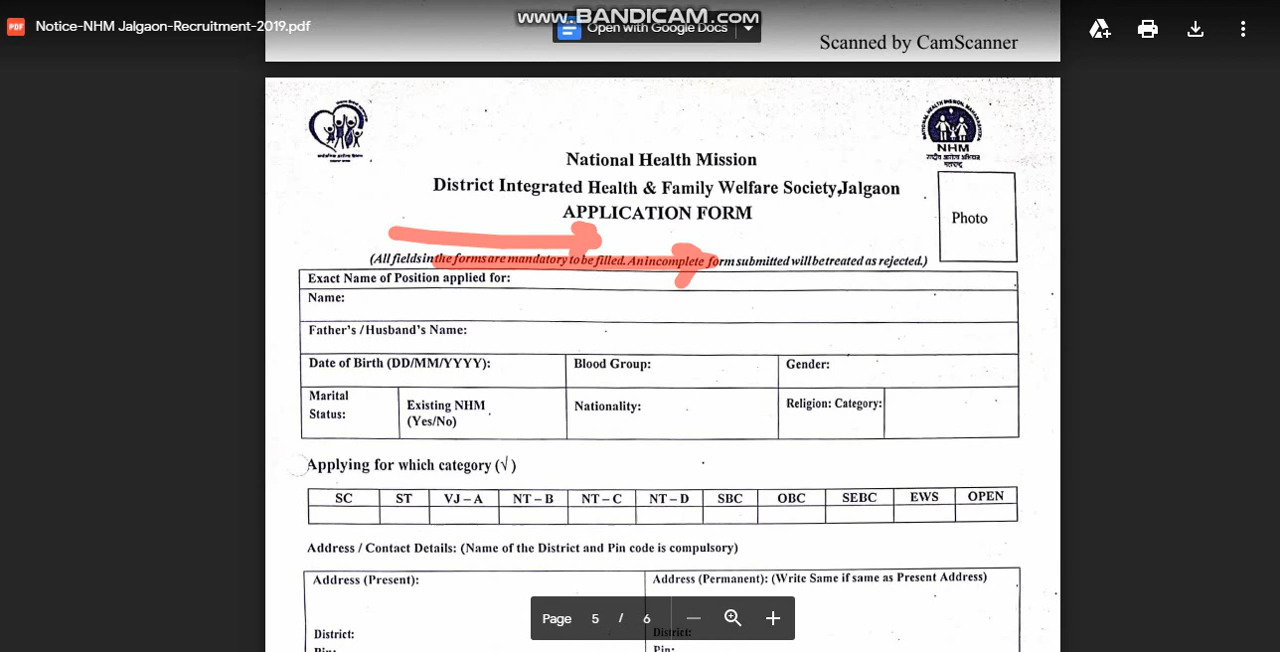 www.BANDICAM.com
PDF
Notice-NHM Jalgaon-Recruitment-2019.pdf
Open with Google Docs
Scanned by CamScanner
NHM
राष्ट्रीय आरोग्य अभियान
महाराष्ट्र
National Health Mission
District Integrated Health & Family Welfare Society,Jalgaon
APPLICATION FORM
Photo
(All fields in the forms are mandatory to be filled. An incomplete form submitted will be treated as rejected.)
Exact Name of Position applied for:
Name:
Father's /Husband's Name:
Date of Birth (DD/MM/YYYY): Blood Group: Gender:
Marital
Status:
Existing NHM
(Yes/No)
Nationality:
Religion: Category:
Applying for which category (√)
SC ST VJ – A NT – B NT – C NT – D SBC OBC SEBC EWS OPEN
Address / Contact Details: (Name of the District and Pin code is compulsory)
Address (Present): Address (Permanent): (Write Same if same as Present Address)
District: District:
Pin: Pin:
Page 5 / 6